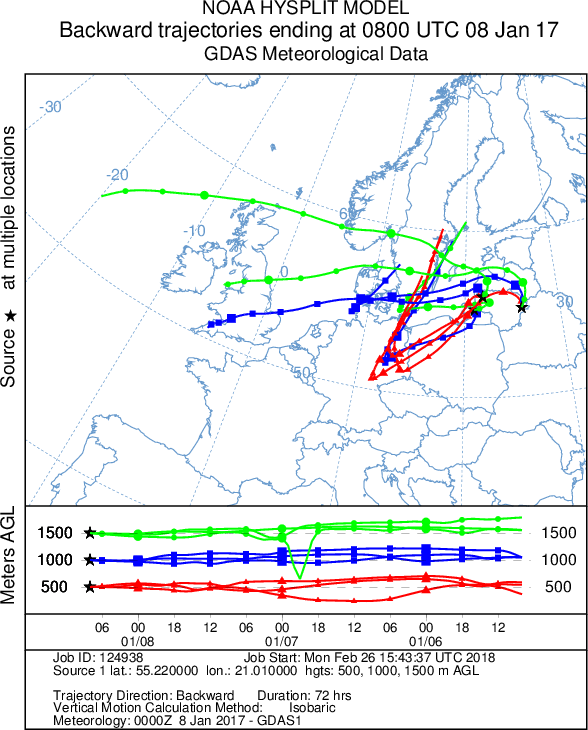 NOAA HYSPLIT MODEL
Backward trajectories ending at 0800 UTC 08 Jan 17
GDAS Meteorological Data
Source ★ at multiple locations
-30
-20
-10
0
60
30
50
Meters AGL
1500 1500
1000 1000
500 500
06 00 18 12 06 00 18 12 06 00 18 12
01/08 01/07 01/06
Job ID: 124938 Job Start: Mon Feb 26 15:43:37 UTC 2018
Source 1 lat.: 55.220000 lon.: 21.010000 hgts: 500, 1000, 1500 m AGL
Trajectory Direction: Backward Duration: 72 hrs
Vertical Motion Calculation Method: Isobaric
Meteorology: 0000Z 8 Jan 2017 - GDAS1